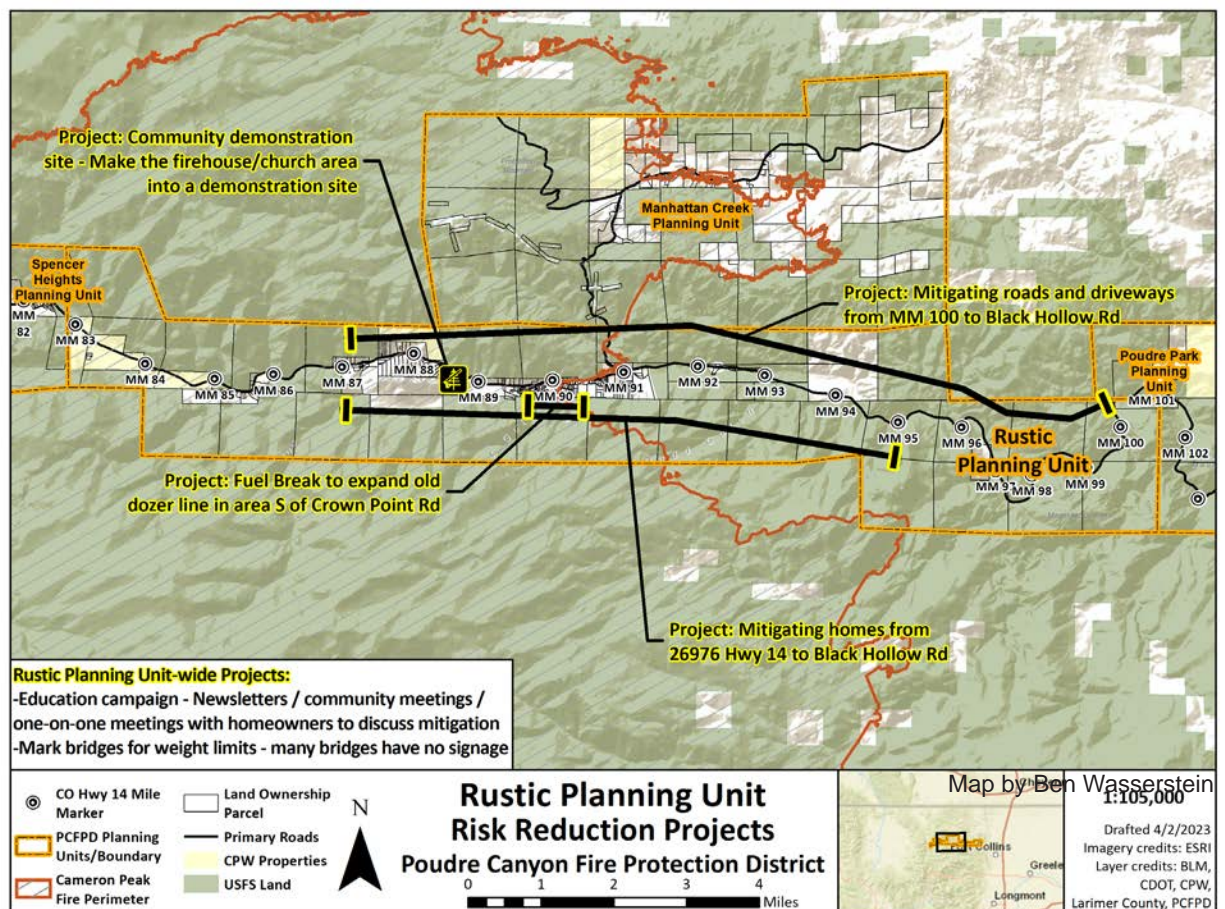 Project: Community demonstration
site - Make the firehouse/church area
into a demonstration site
Manhattan Creek
Planning Unit
Spencer
Heights
Planning Unit
Project: Mitigating roads and driveways
from MM 100 to Black Hollow Rd
Poudre Park
Planning
Unit
MM
82
MM 83
MM 84
MM 85
MM 86
MM 87
MM 88
MM 89
MM 90
MM 91
MM 92
MM 93
MM 94
MM 95
MM 96
MM 97
MM 98
MM 99
MM 100
MM 101
MM 102
Rustic
Planning Unit
Project: Fuel Break to expand old
dozer line in area S of Crown Point Rd
Project: Mitigating homes from
26976 Hwy 14 to Black Hollow Rd
Rustic Planning Unit-wide Projects:
-Education campaign - Newsletters / community meetings /
one-on-one meetings with homeowners to discuss mitigation
-Mark bridges for weight limits - many bridges have no signage
CO Hwy 14 Mile
Marker
PCFPD Planning
Units/Boundary
Cameron Peak
Fire Perimeter
Land Ownership
Parcel
Primary Roads
CPW Properties
USFS Land
N
Rustic Planning Unit
Risk Reduction Projects
Poudre Canyon Fire Protection District
0 1 2 3 4
Miles
Collins
Greele
Longmont
Map by Ben Wasserstein
1:105,000
Drafted 4/2/2023
Imagery credits: ESRI
Layer credits: BLM,
CDOT, CPW,
Larimer County, PCFPD